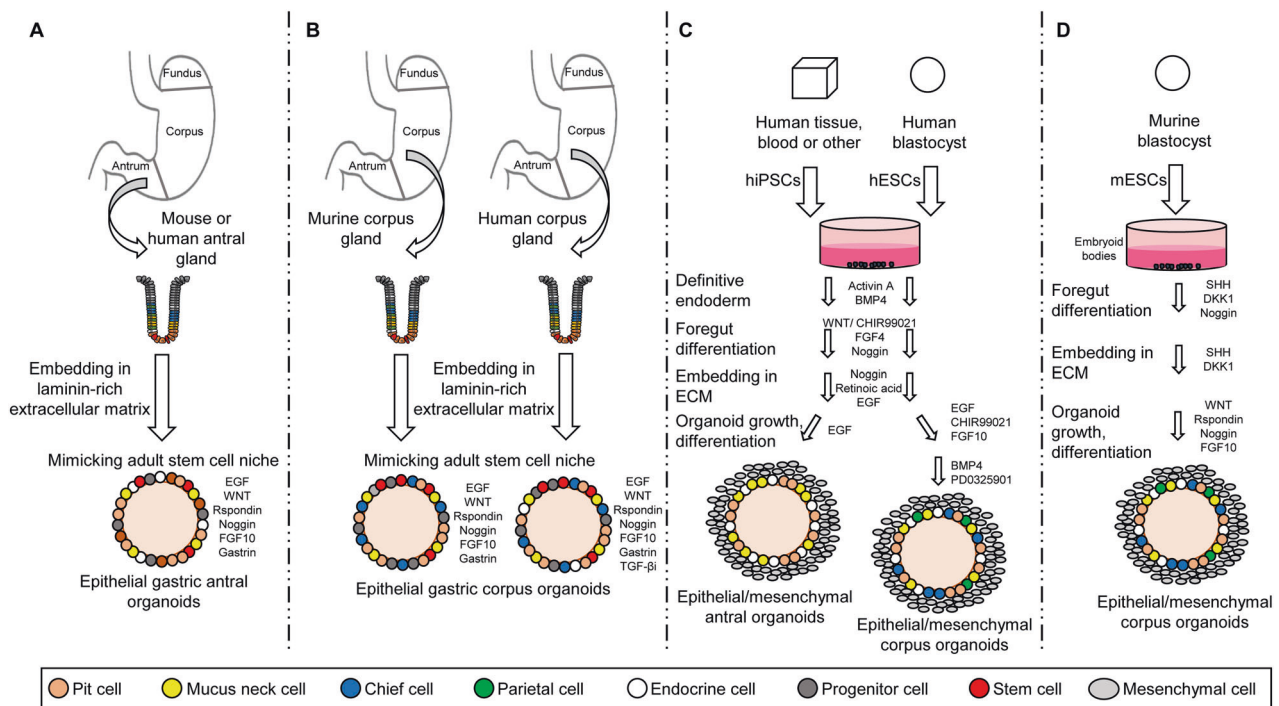 A
Fundus
Corpus
Antrum
Mouse or
human antral
gland
Embedding in
laminin-rich
extracellular matrix
Mimicking adult stem cell niche
EGF
WNT
Rspondin
Noggin
FGF10
Gastrin
Epithelial gastric antral
organoids
B
Fundus
Corpus
Antrum
Murine corpus
gland
Fundus
Corpus
Antrum
Human corpus
gland
Embedding in
laminin-rich
extracellular matrix
Mimicking adult stem cell niche
EGF
WNT
Rspondin
Noggin
FGF10
Gastrin
EGF
WNT
Rspondin
Noggin
FGF10
Gastrin
TGF-βi
Epithelial gastric corpus organoids
C
Human tissue,
blood or other
Human
blastocyst
hiPSCs
hESCs
Definitive
endoderm
Activin A
BMP4
Foregut
differentiation
WNT/ CHIR99021
FGF4
Noggin
Embedding in
ECM
Noggin
Retinoic acid
EGF
Organoid growth,
differentiation
EGF
EGF
CHIR99021
FGF10
BMP4
PD0325901
Epithelial/mesenchymal
antral organoids
Epithelial/mesenchymal
corpus organoids
D
Murine
blastocyst
mESCs
Embryoid
bodies
Foregut
differentiation
SHH
DKK1
Noggin
Embedding in
ECM
SHH
DKK1
Organoid
growth,
differentiation
WNT
Rspondin
Noggin
FGF10
Epithelial/mesenchymal
corpus organoids
Pit cell
Mucus neck cell
Chief cell
Parietal cell
Endocrine cell
Progenitor cell
Stem cell
Mesenchymal cell